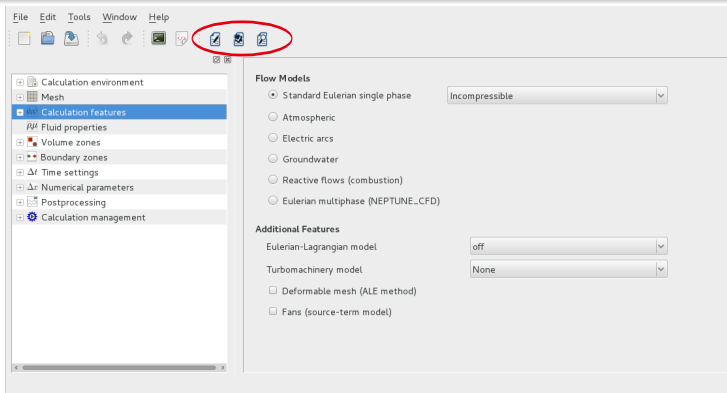 File Edit Tools Window Help
Calculation environment
Mesh
Calculation features
Fluid properties
Volume zones
Boundary zones
Δt Time settings
Δx Numerical parameters
Postprocessing
Calculation management
Flow Models
Standard Eulerian single phase Incompressible
Atmospheric
Electric arcs
Groundwater
Reactive flows (combustion)
Eulerian multiphase (NEPTUNE_CFD)
Additional Features
Eulerian-Lagrangian model off
Turbomachinery model None
Deformable mesh (ALE method)
Fans (source-term model)